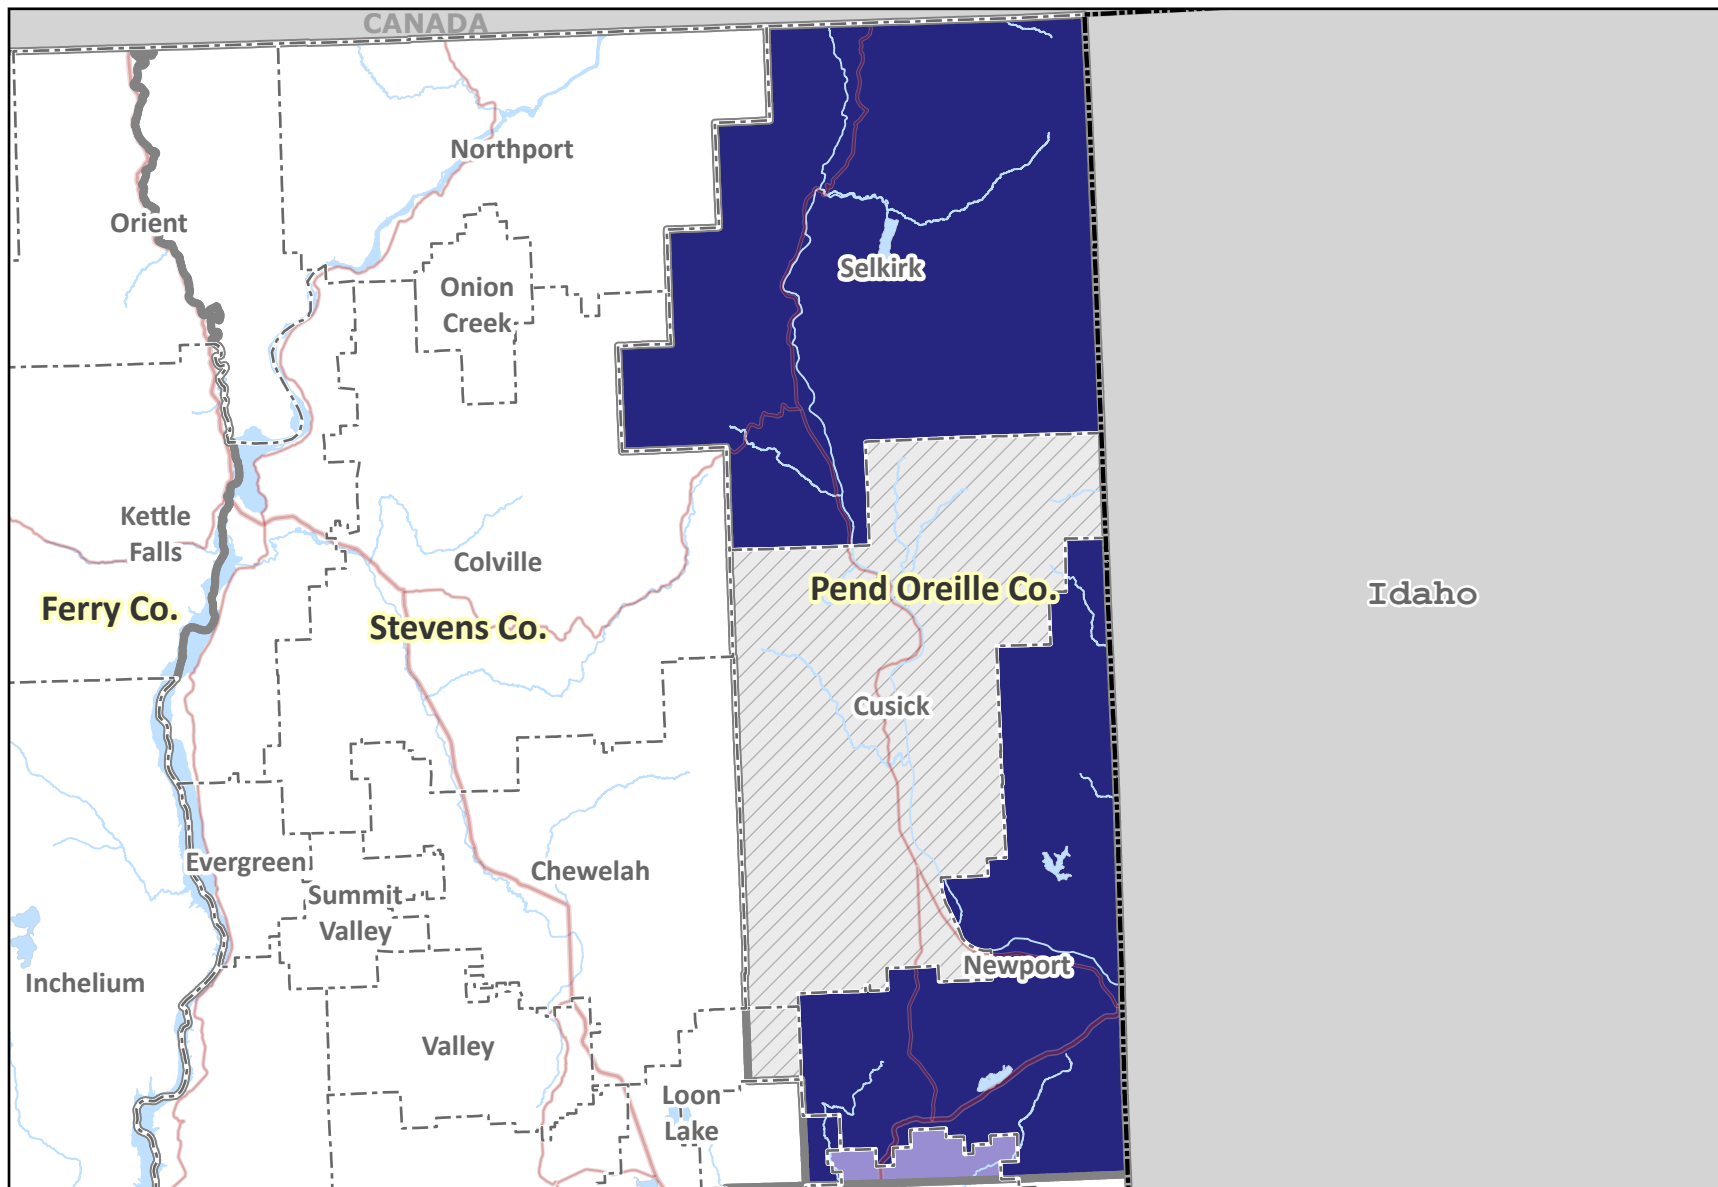 CANADA
Northport
Orient
Selkirk
Onion
Creek
Kettle
Falls
Colville
Pend Oreille Co.
Idaho
Ferry Co.
Stevens Co.
Cusick
Evergreen
Chewelah
Summit
Valley
Newport
Inchelium
Valley
Loon
Lake